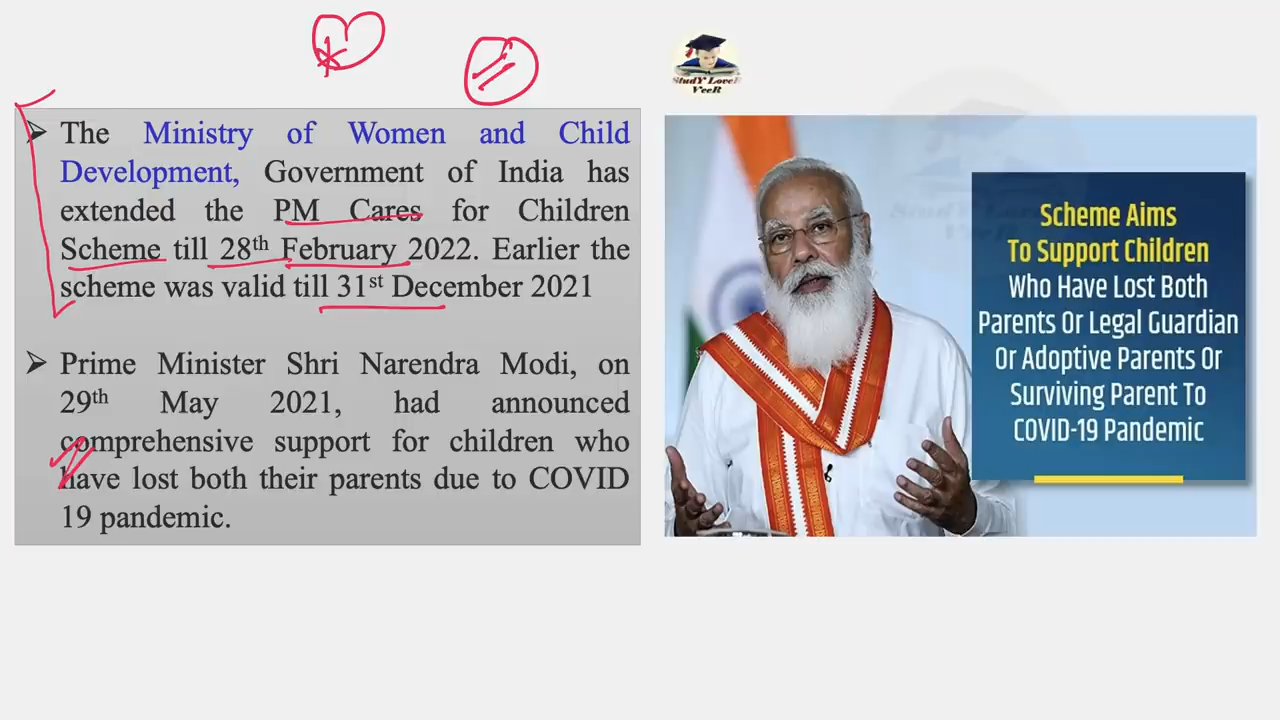 StudY LoveR
VeeR
The Ministry of Women and Child
Development, Government of India has
extended the PM Cares for Children
Scheme till 28th February 2022. Earlier the
scheme was valid till 31st December 2021
Prime Minister Shri Narendra Modi, on
29th May 2021, had announced
comprehensive support for children who
have lost both their parents due to COVID
19 pandemic.
Scheme Aims
To Support Children
Who Have Lost Both
Parents Or Legal Guardian
Or Adoptive Parents Or
Surviving Parent To
COVID-19 Pandemic